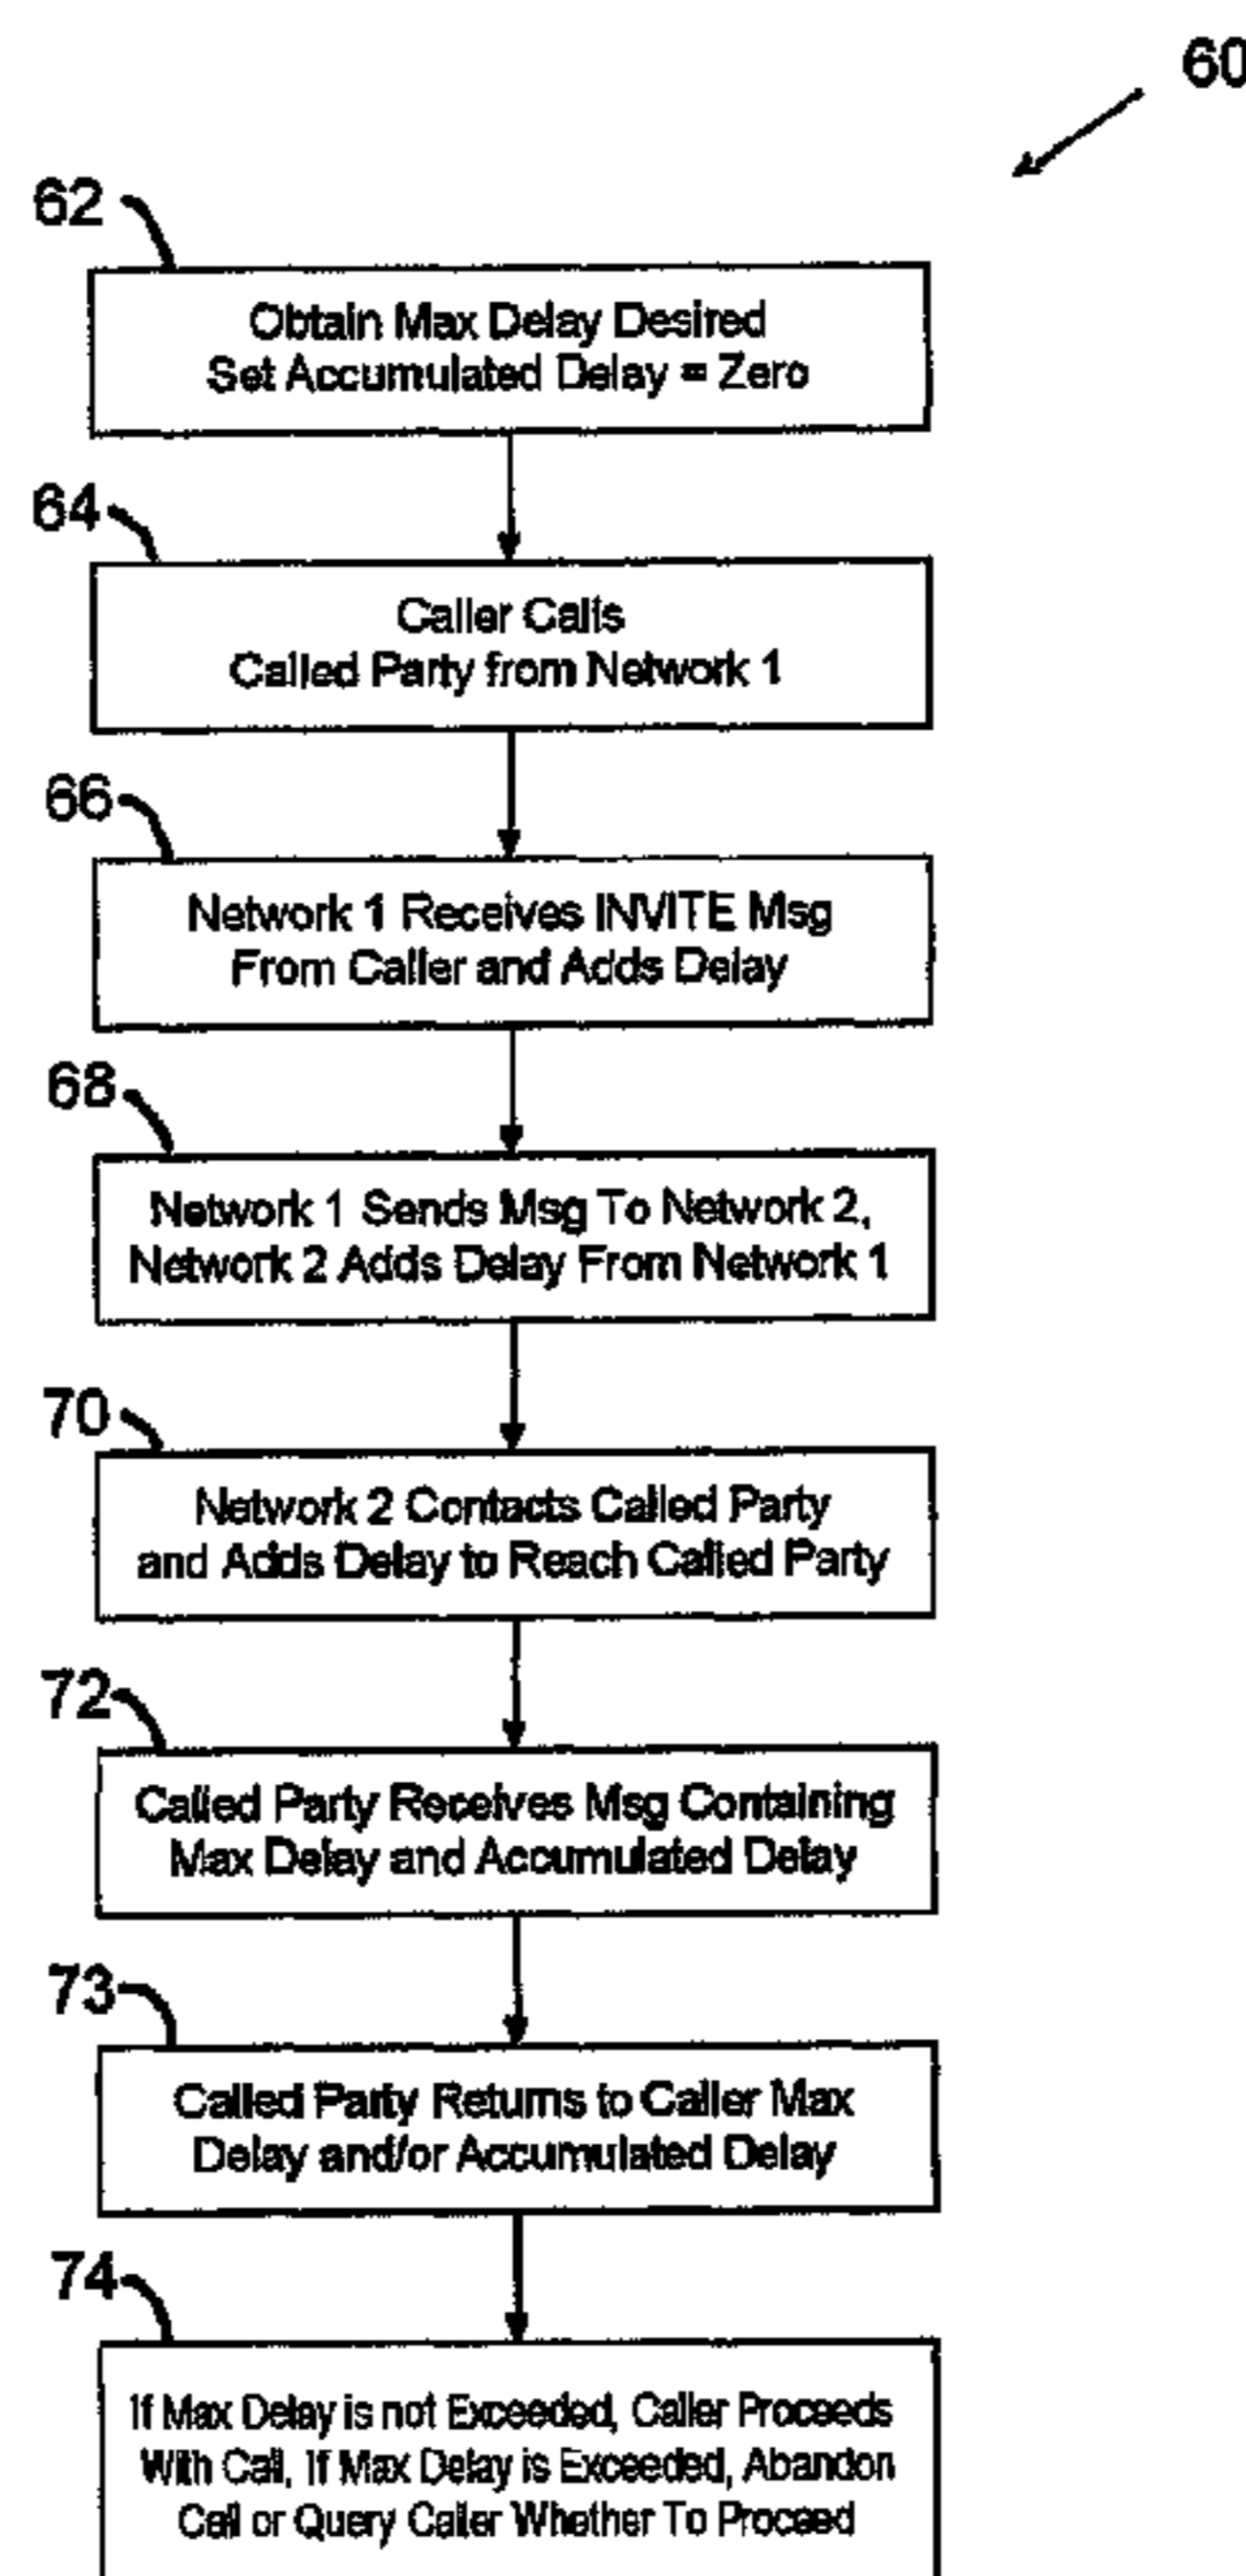 60
62
Obtain Max Delay Desired
Set Accumulated Delay = Zero
64
Caller Calls
Called Party from Network 1
66
Network 1 Receives INVITE Msg
From Caller and Adds Delay
68
Network 1 Sends Msg To Network 2,
Network 2 Adds Delay From Network 1
70
Network 2 Contacts Called Party
and Adds Delay to Reach Called Party
72
Called Party Receives Msg Containing
Max Delay and Accumulated Delay
73
Called Party Returns to Caller Max
Delay and/or Accumulated Delay
74
If Max Delay is not Exceeded, Caller Proceeds
With Call, If Max Delay is Exceeded, Abandon
Call or Query Caller Whether To Proceed